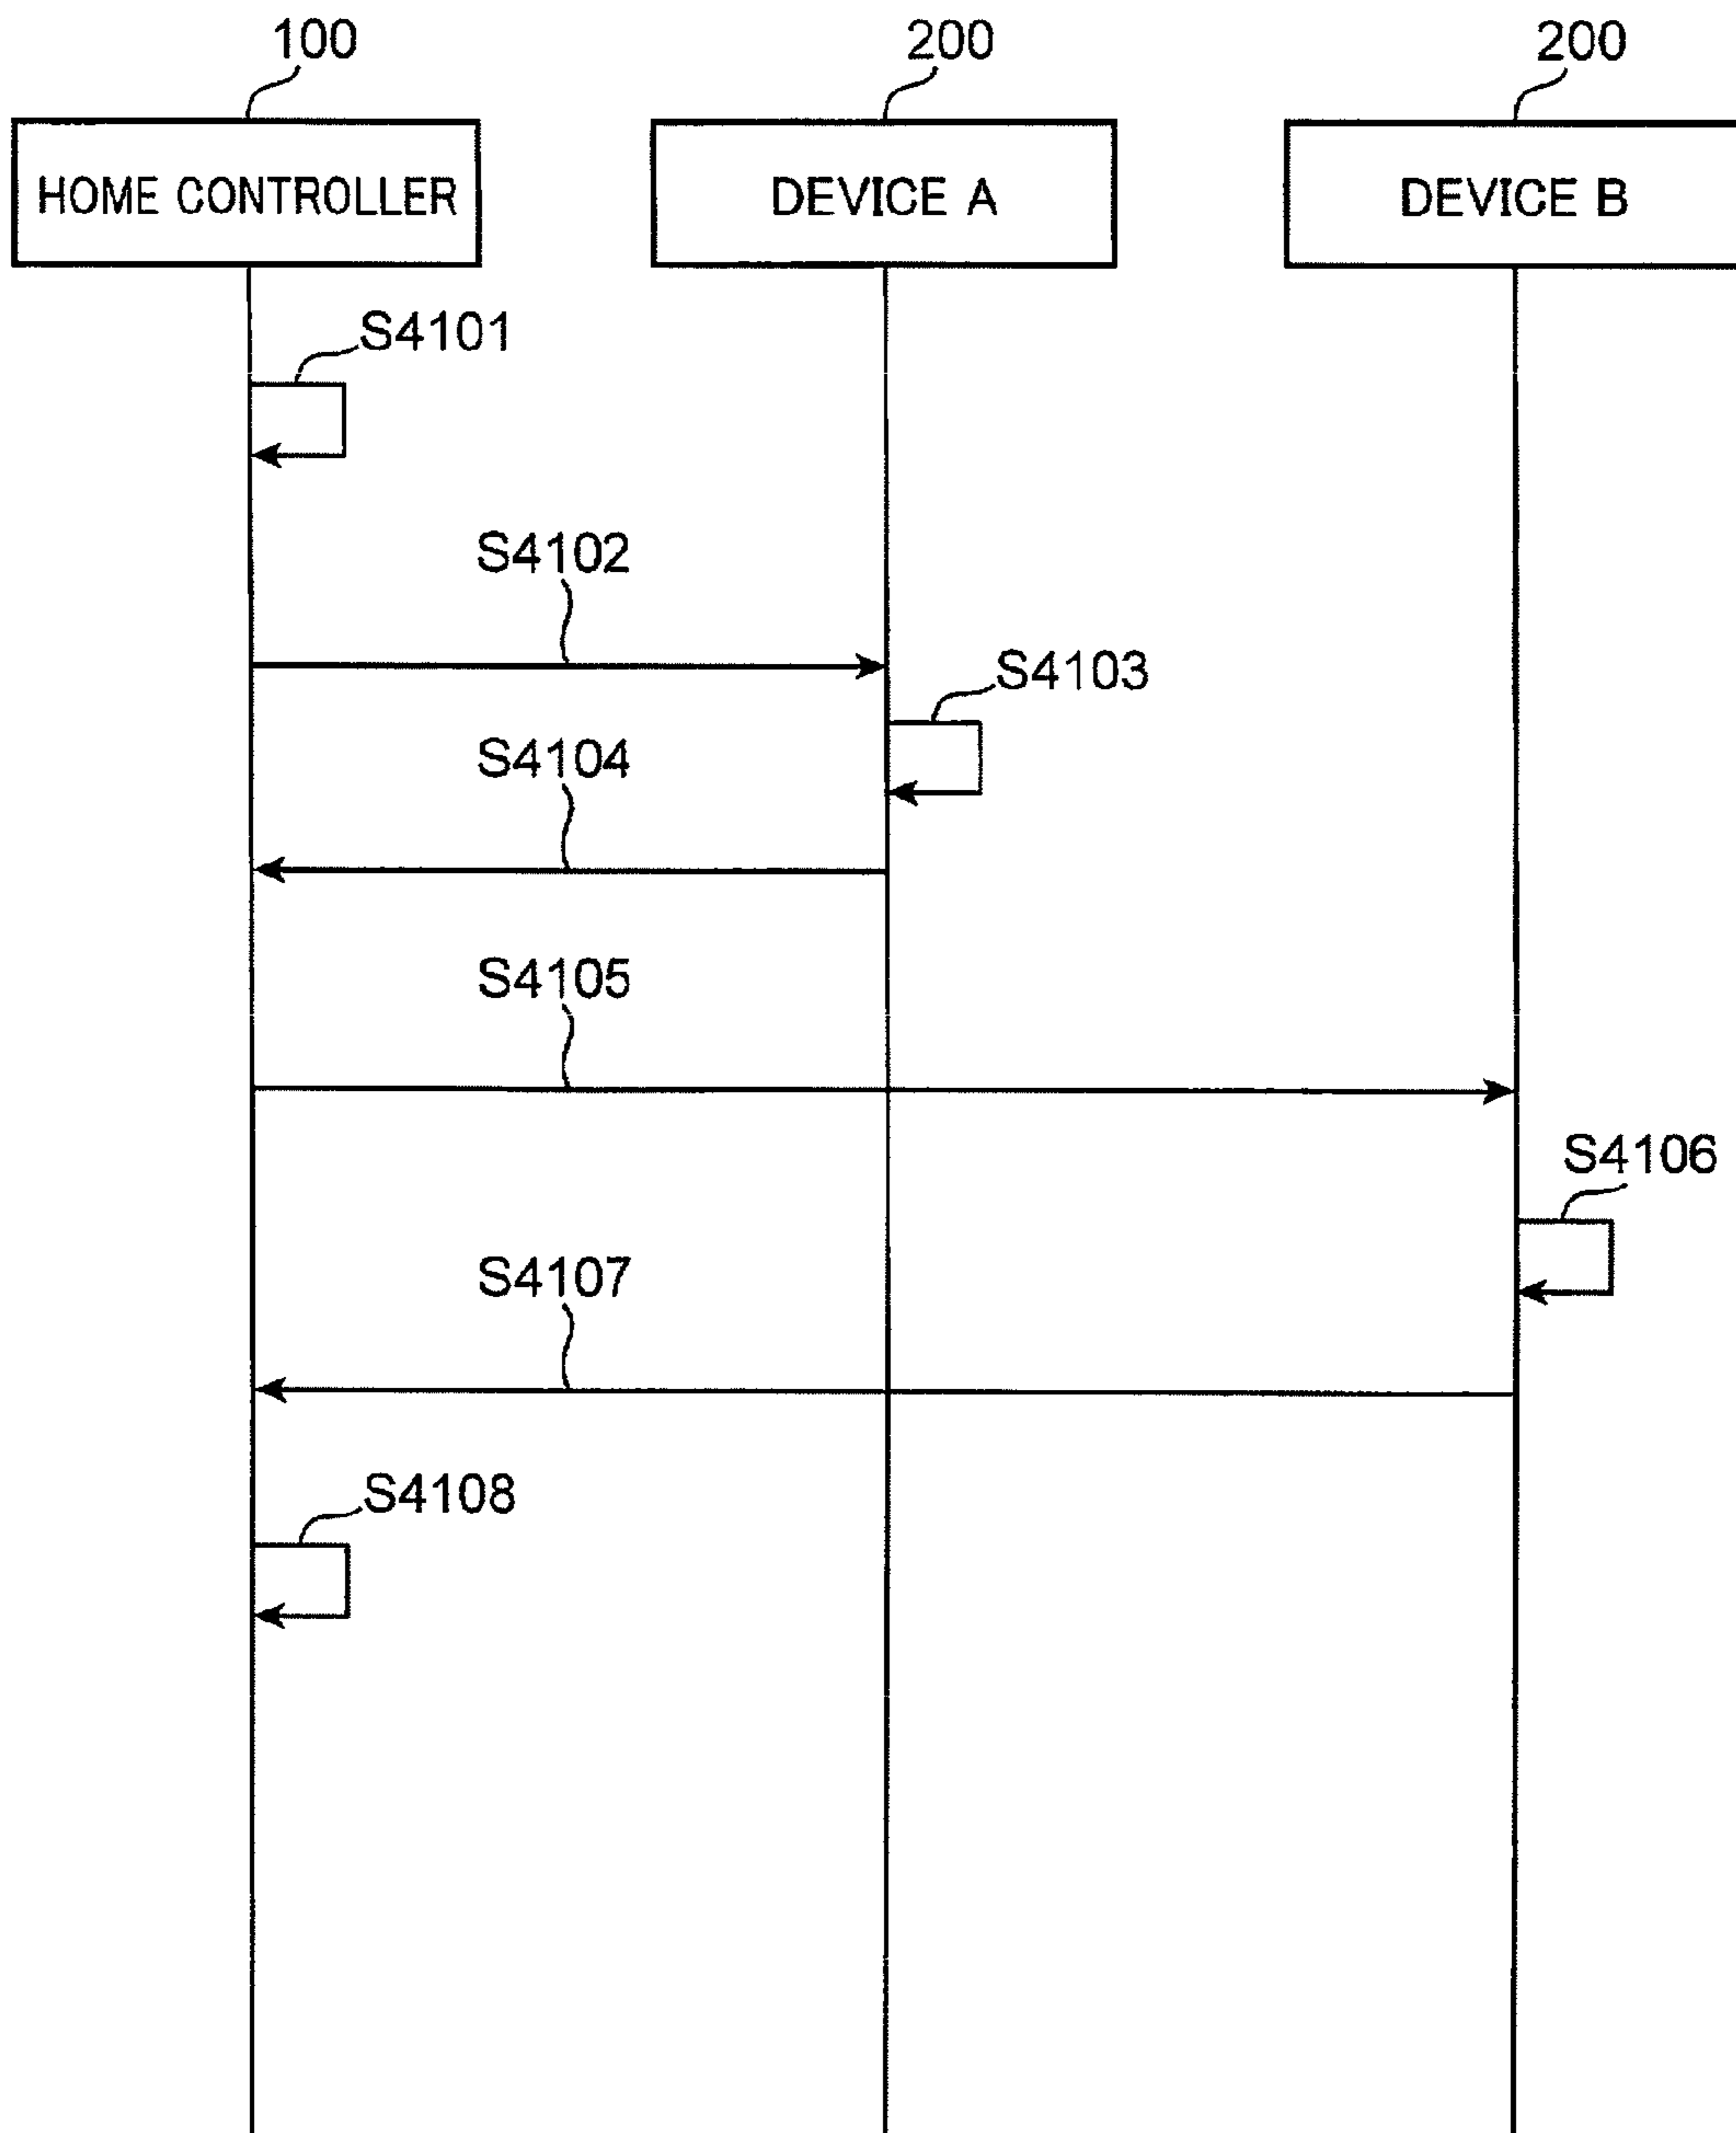 100
200
200
HOME CONTROLLER
DEVICE A
DEVICE B
S4101
S4102
S4103
S4104
S4105
S4106
S4107
S4108